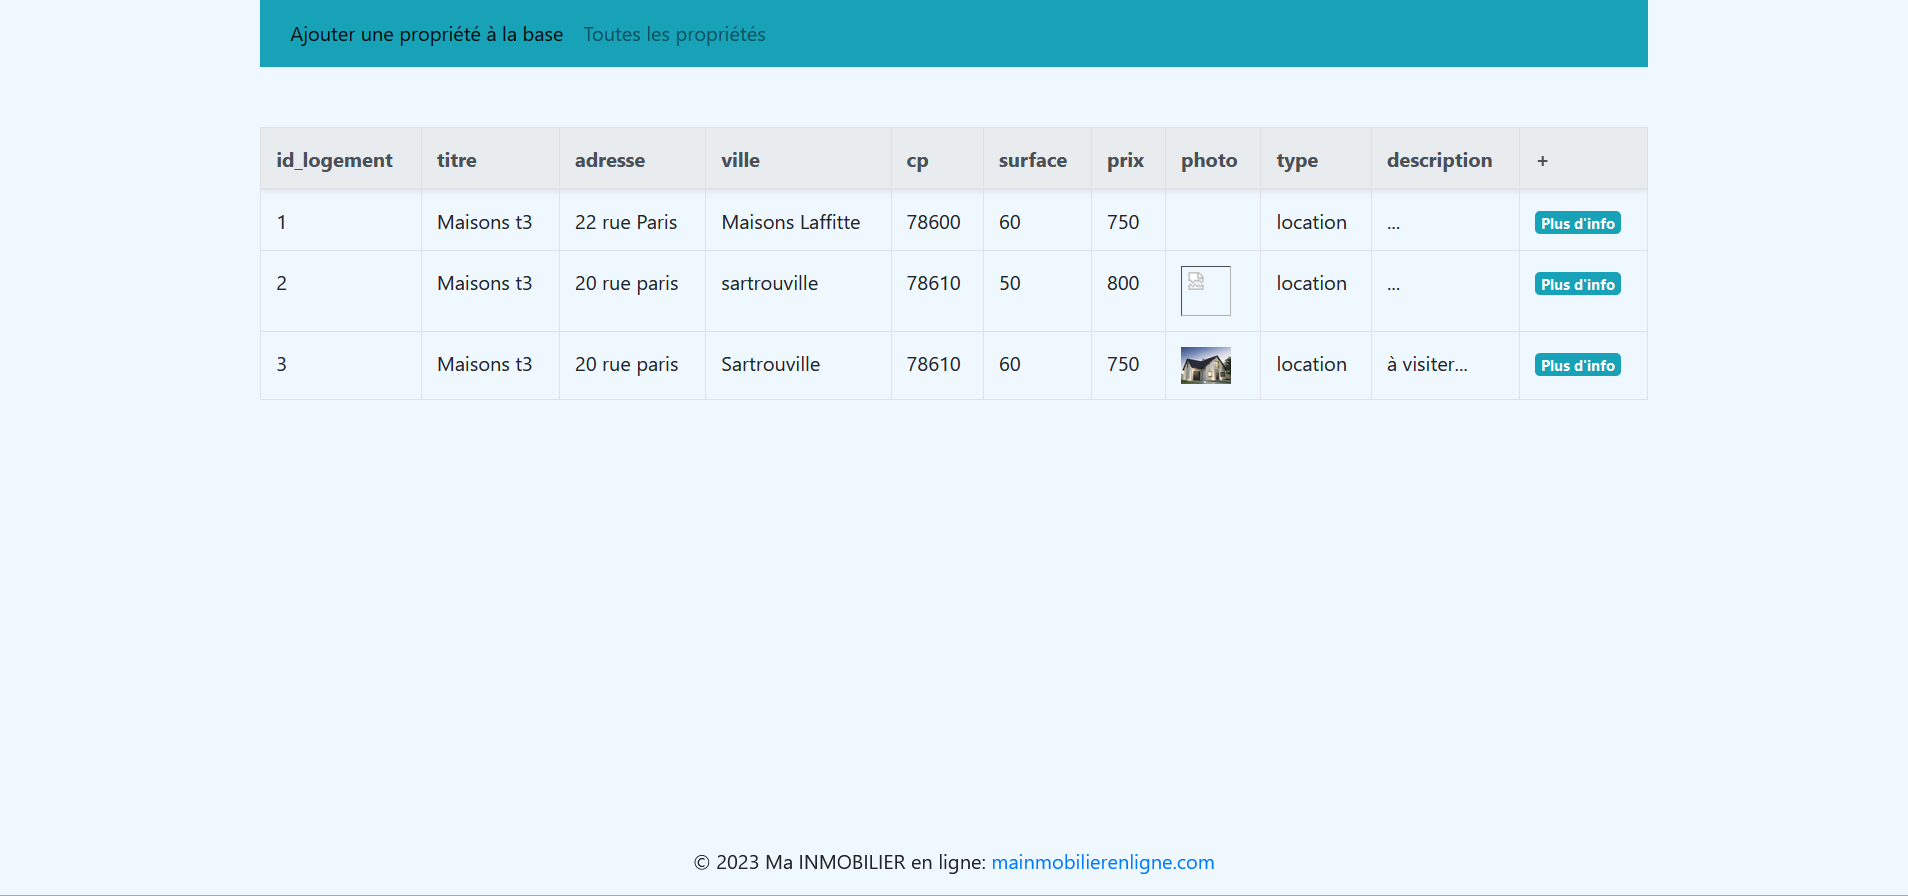 Ajouter une propriété à la base Toutes les propriétés
id_logement titre adresse ville cp surface prix photo type description +
1 Maisons t3 22 rue Paris Maisons Laffitte 78600 60 750 location ... Plus d'info
2 Maisons t3 20 rue paris sartrouville 78610 50 800 location ... Plus d'info
3 Maisons t3 20 rue paris Sartrouville 78610 60 750 location à visiter... Plus d'info
© 2023 Ma INMOBILIER en ligne: mainmobilierenligne.com